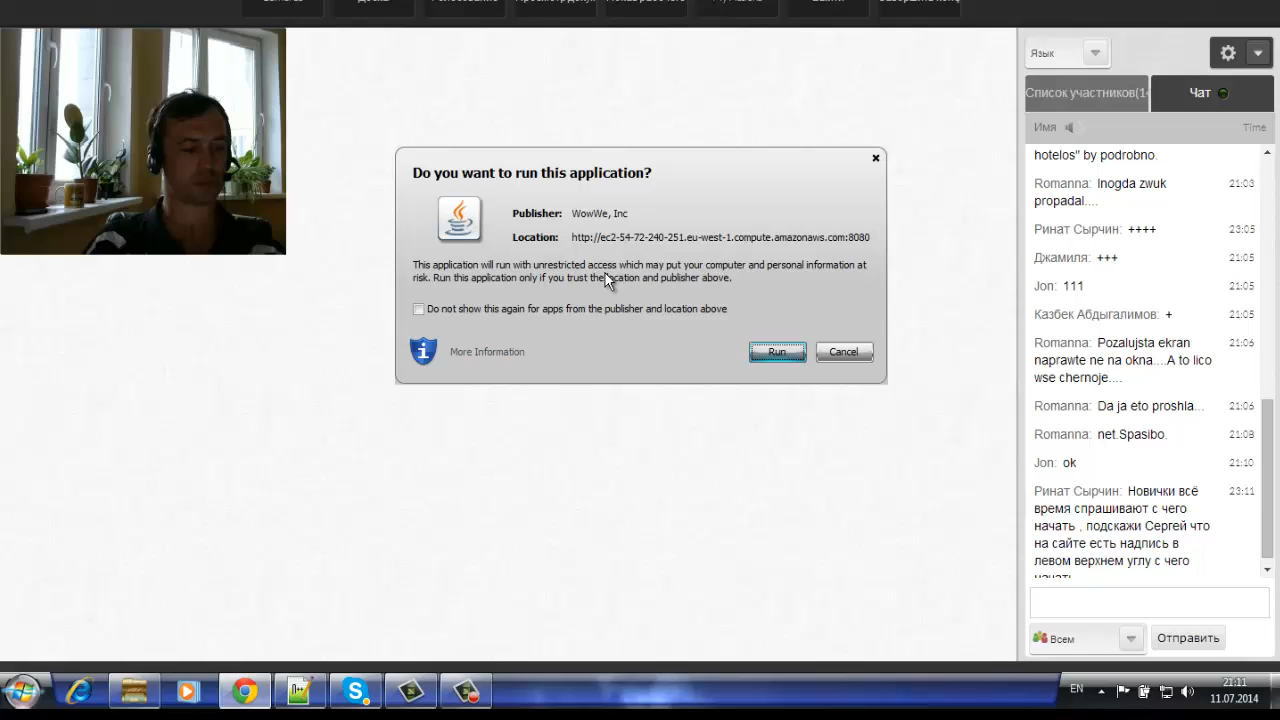 Язык
Список участников(1
Чат
Имя
Time
hotelos" by podrobno.
Romanna: Inogda zwuk 21:03
propadal....
Ринат Сырчин: ++++ 23:05
Джамиля: +++ 21:05
Jon: 111 21:05
Казбек Абдыгалимов: + 21:05
Romanna: Pozalujsta ekran 21:06
naprawte ne na okna....A to lico
wse chernoje....
Romanna: Da ja eto proshla... 21:06
Romanna: net.Spasibo. 21:08
Jon: ok 21:10
Ринат Сырчин: Новички всё 23:11
время спрашивают с чего
начать , подскажи Сергей что
на сайте есть надпись в
левом верхнем углу с чего
начать
Всем
Отправить
Do you want to run this application?
Publisher: WowWe, Inc
Location: http://ec2-54-72-240-251.eu-west-1.compute.amazonaws.com:8080
This application will run with unrestricted access which may put your computer and personal information at
risk. Run this application only if you trust the location and publisher above.
Do not show this again for apps from the publisher and location above
More Information
Run
Cancel
EN
21:11
11.07.2014